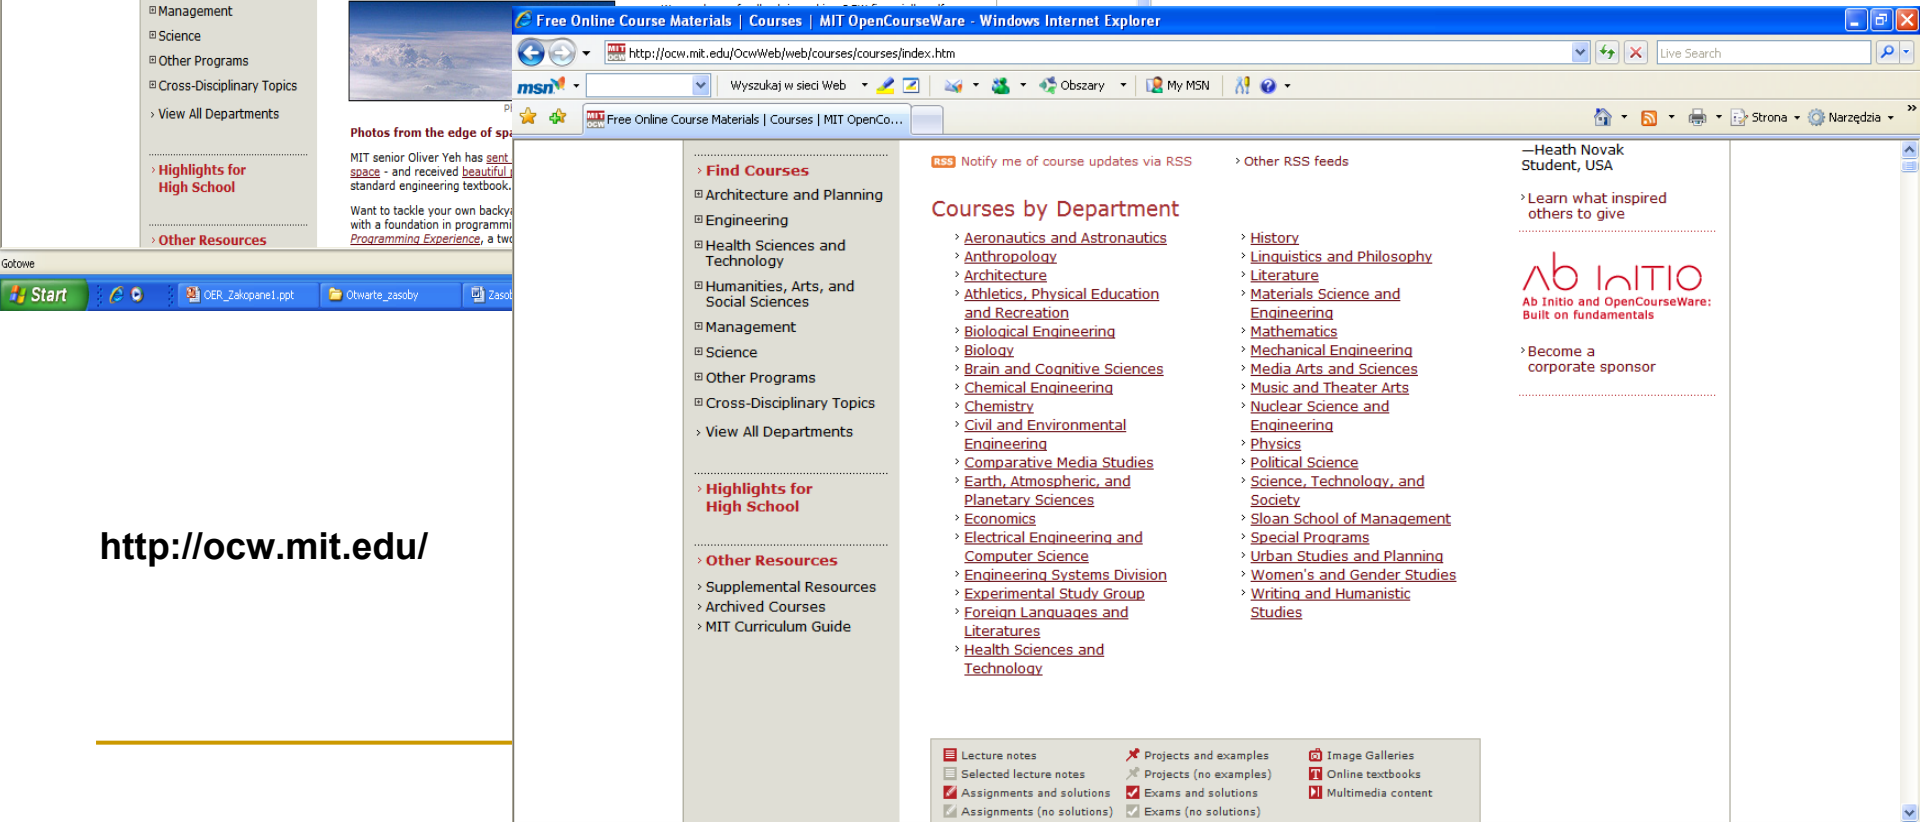 Management
Science
Other Programs
Cross-Disciplinary Topics
View All Departments
Highlights for
High School
Other Resources
Photos from the edge of
MIT senior Oliver Yeh has sent
space - and received beautiful
standard engineering textbook.
Want to tackle your own
with a foundation in
Programming Experience, a
Gotowe
Start
OER_Zakopane1.ppt
Otwarte_zasoby
http://ocw.mit.edu/
Free Online Course Materials | Courses | MIT OpenCourseWare - Windows Internet Explorer
http://ocw.mit.edu/OcwWeb/web/courses/courses/index.htm
Live Search
msn
Wyszukaj w sieci Web
Obszary
My MSN
MIT OCW
Free Online Course Materials | Courses | MIT OpenCo...
Strona
Narzędzia
Find Courses
Architecture and Planning
Engineering
Health Sciences and
Technology
Humanities, Arts, and
Social Sciences
Management
Science
Other Programs
Cross-Disciplinary Topics
View All Departments
Highlights for
High School
Other Resources
Supplemental Resources
Archived Courses
MIT Curriculum Guide
RSS Notify me of course updates via RSS
Other RSS feeds
Courses by Department
Aeronautics and Astronautics
Anthropology
Architecture
Athletics, Physical Education
and Recreation
Biological Engineering
Biology
Brain and Cognitive Sciences
Chemical Engineering
Chemistry
Civil and Environmental
Engineering
Comparative Media Studies
Earth, Atmospheric, and
Planetary Sciences
Economics
Electrical Engineering and
Computer Science
Engineering Systems Division
Experimental Study Group
Foreign Languages and
Literatures
Health Sciences and
Technology
History
Linguistics and Philosophy
Literature
Materials Science and
Engineering
Mathematics
Mechanical Engineering
Media Arts and Sciences
Music and Theater Arts
Nuclear Science and
Engineering
Physics
Political Science
Science, Technology, and
Society
Sloan School of Management
Special Programs
Urban Studies and Planning
Women's and Gender Studies
Writing and Humanistic
Studies
—Heath Novak
Student, USA
Learn what inspired
others to give
Ab Initio
Ab Initio and OpenCourseWare:
Built on fundamentals
Become a
corporate sponsor
Lecture notes
Selected lecture notes
Assignments and solutions
Assignments (no solutions)
Projects and examples
Projects (no examples)
Exams and solutions
Exams (no solutions)
Image Galleries
Online textbooks
Multimedia content